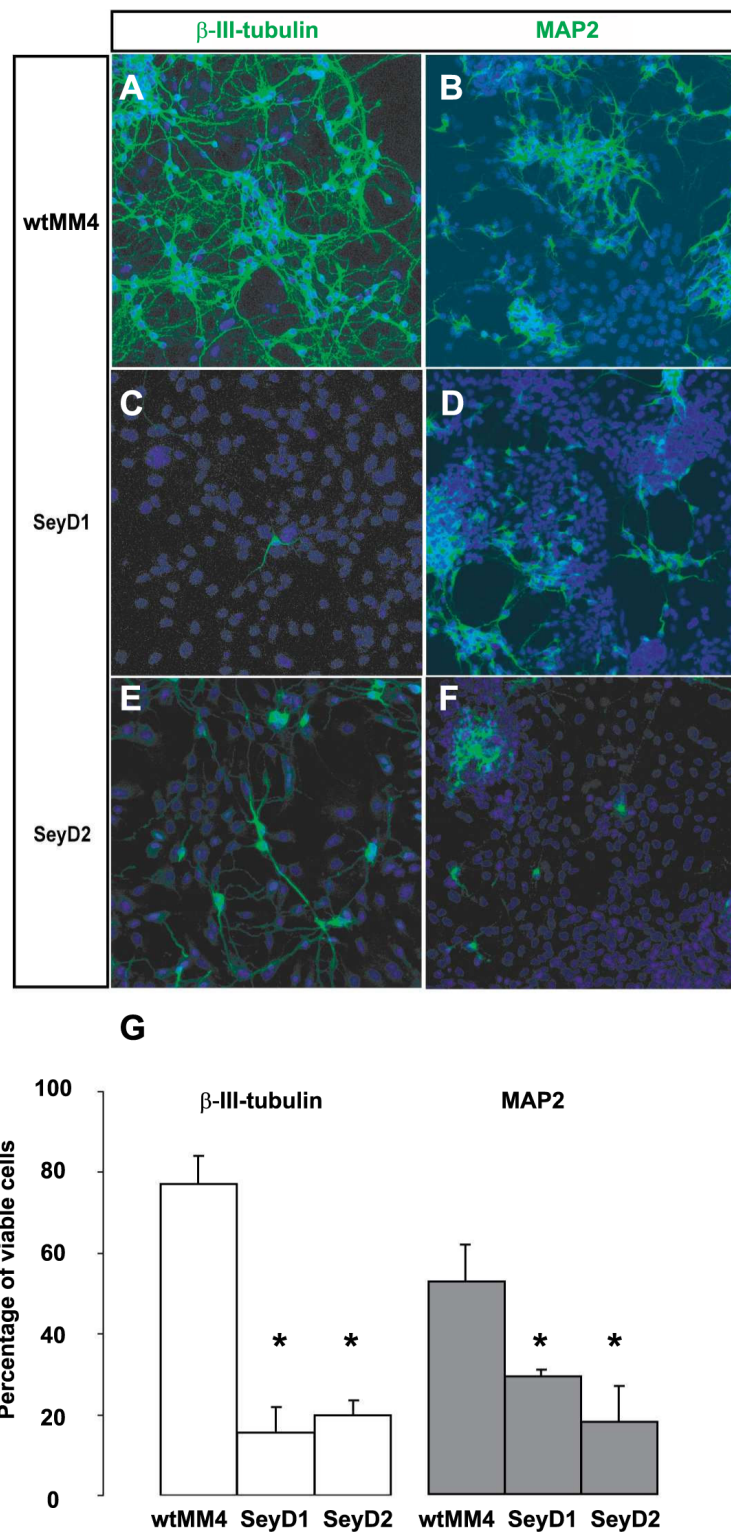 β-III-tubulin MAP2
wtMM4
A B
SeyD1
C D
SeyD2
E F
G
Percentage of viable cells
100
80
60
40
20
0
β-III-tubulin MAP2
* * * *
wtMM4 SeyD1 SeyD2 wtMM4 SeyD1 SeyD2